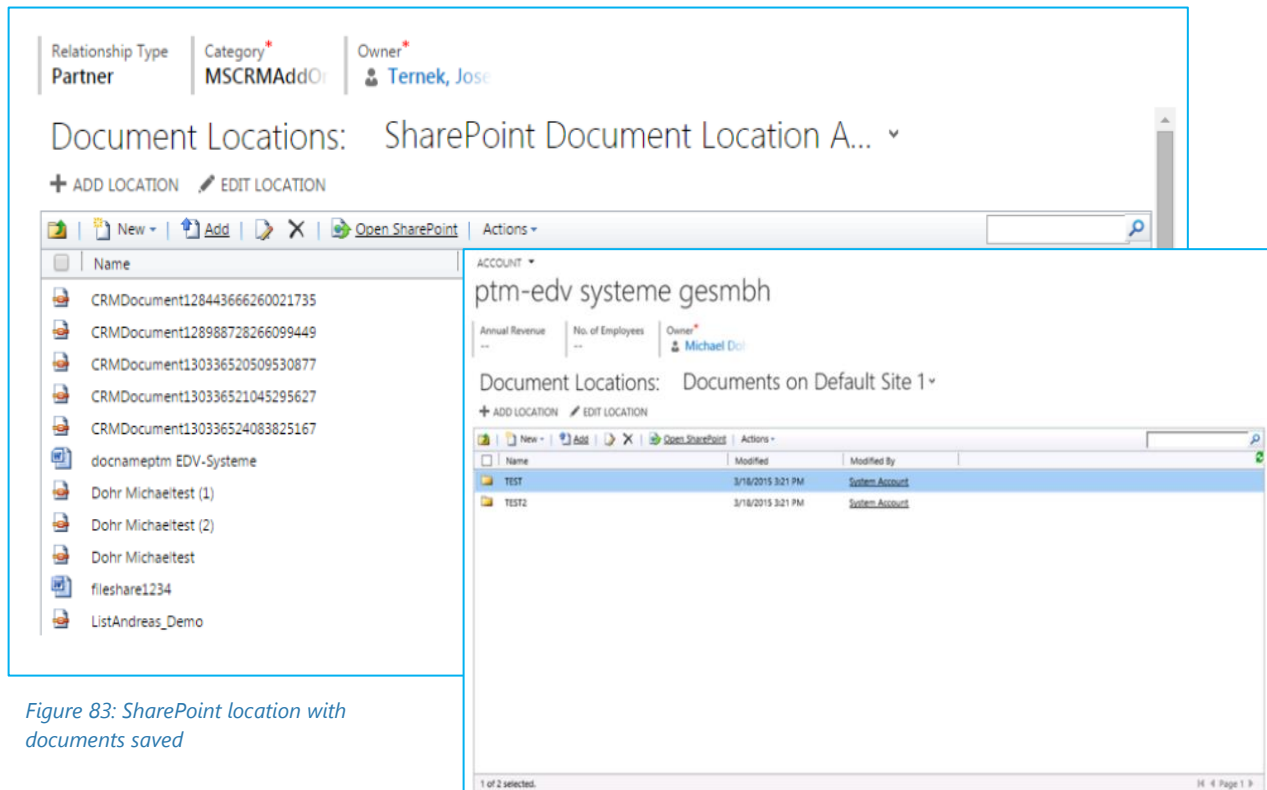 Relationship Type Category* Owner*
Partner MSCRMAddOn Ternek, Jose
Document Locations: SharePoint Document Location A...
ADD LOCATION EDIT LOCATION
New Add Open SharePoint Actions
Name
CRMDocument128443666260021735
CRMDocument128988728266099449
CRMDocument130336520509530877
CRMDocument130336521045295627
CRMDocument130336524083825167
docnameptm EDV-Systeme
Dohr Michaeltest (1)
Dohr Michaeltest (2)
Dohr Michaeltest
fileshare1234
ListAndreas_Demo
ACCOUNT
ptm-edv systeme gesmbh
Annual Revenue No. of Employees Owner*
-- -- Michael Doh
Document Locations: Documents on Default Site 1
ADD LOCATION EDIT LOCATION
New Add Open SharePoint Actions
Name Modified Modified By
TEST 3/18/2015 3:21 PM System Account
TEST2 3/18/2015 3:21 PM System Account
1 of 2 selected. Page 1
Figure 83: SharePoint location with
documents saved